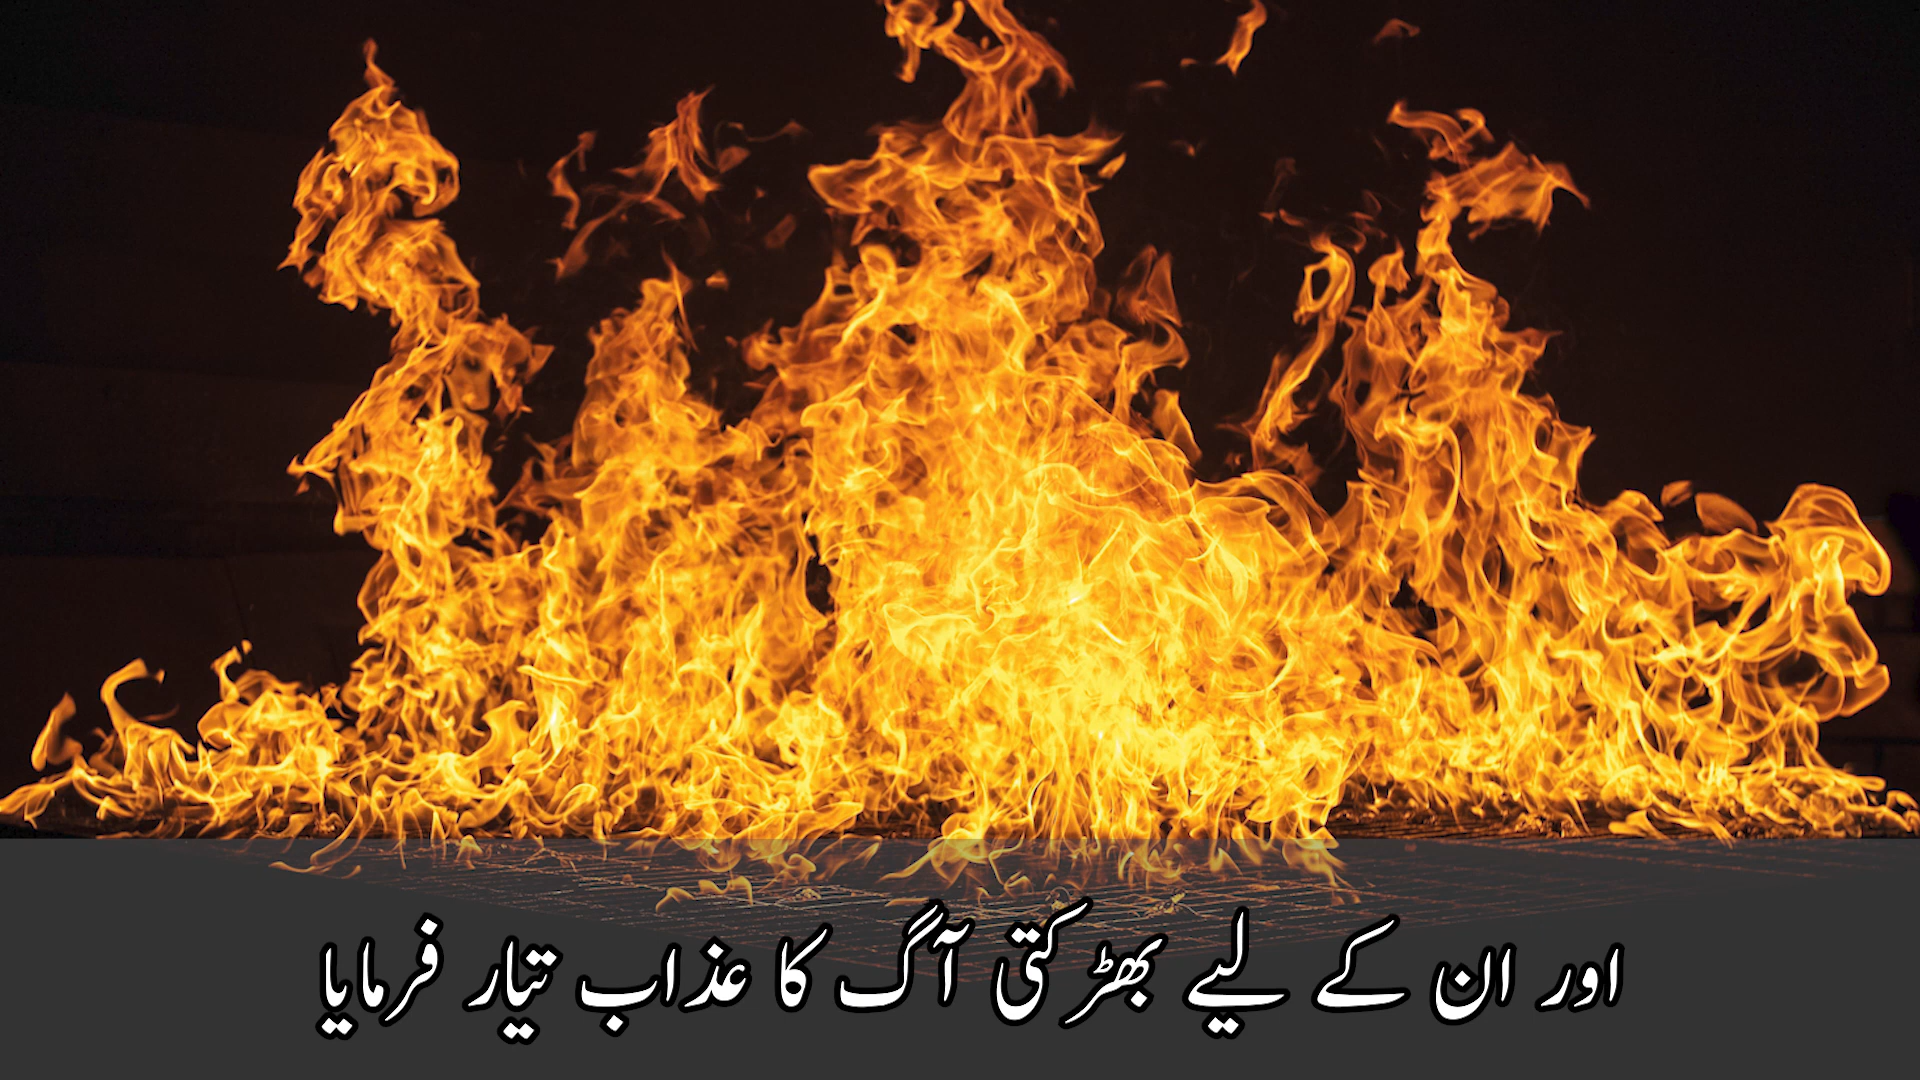 اور ان کے لیے بھڑکتی آگ کا عذاب تیار فرمایا